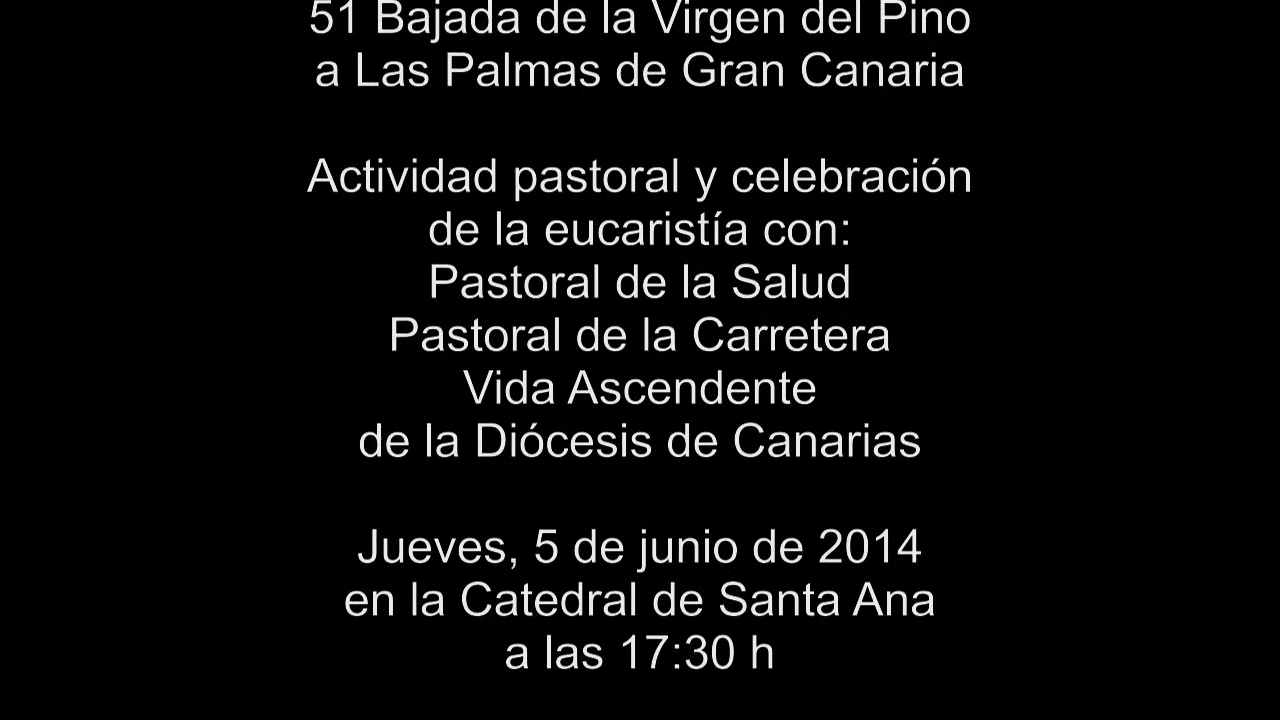 51 Bajada de la Virgen del Pino
a Las Palmas de Gran Canaria
Actividad pastoral y celebración
de la eucaristía con:
Pastoral de la Salud
Pastoral de la Carretera
Vida Ascendente
de la Diócesis de Canarias
Jueves, 5 de junio de 2014
en la Catedral de Santa Ana
a las 17:30 h